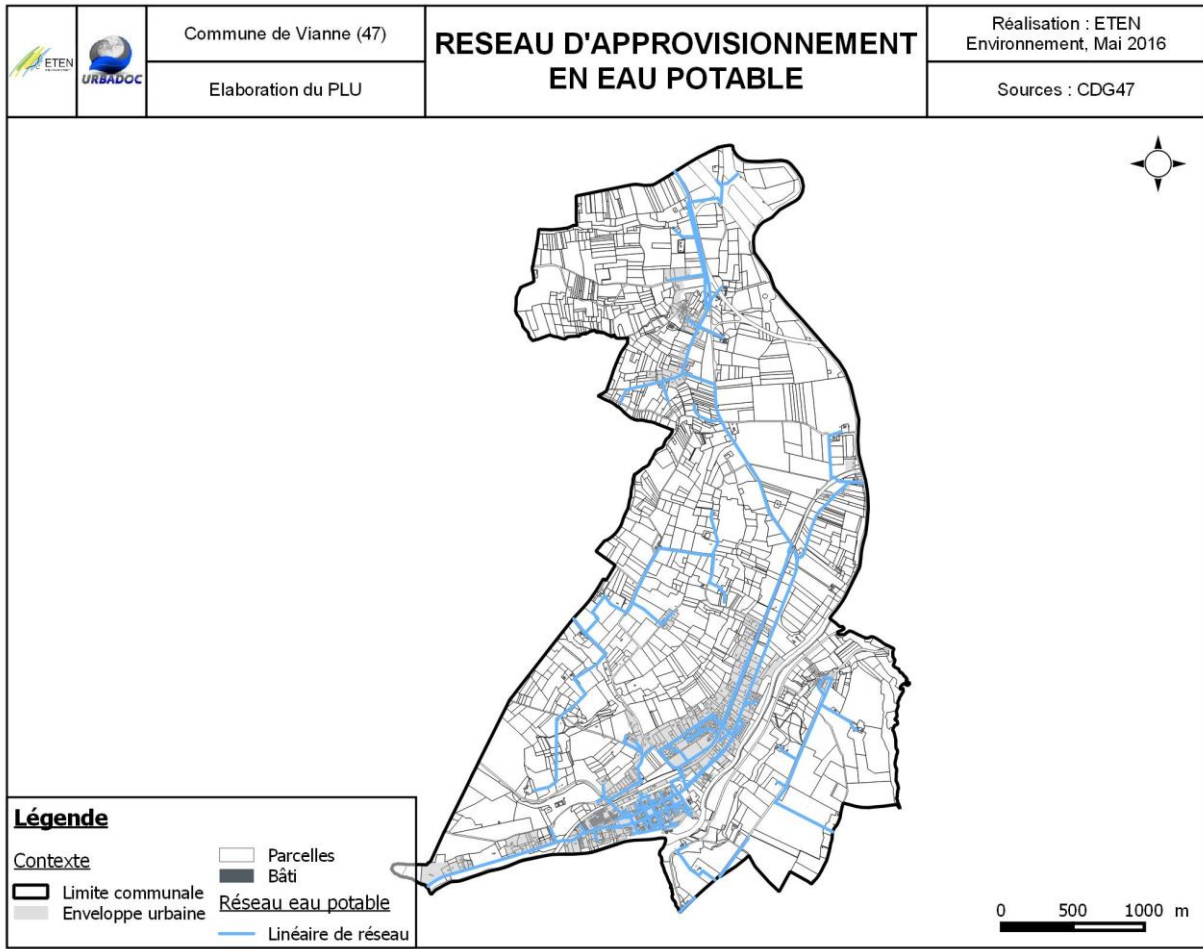 ETEN
URBADOC
Commune de Vianne (47)
Elaboration du PLU
RESEAU D'APPROVISIONNEMENT
EN EAU POTABLE
Réalisation : ETEN
Environnement, Mai 2016
Sources : CDG47
Légende
Contexte
Limite communale
Enveloppe urbaine
Parcelles
Bâti
Réseau eau potable
Linéaire de réseau
0 500 1000 m